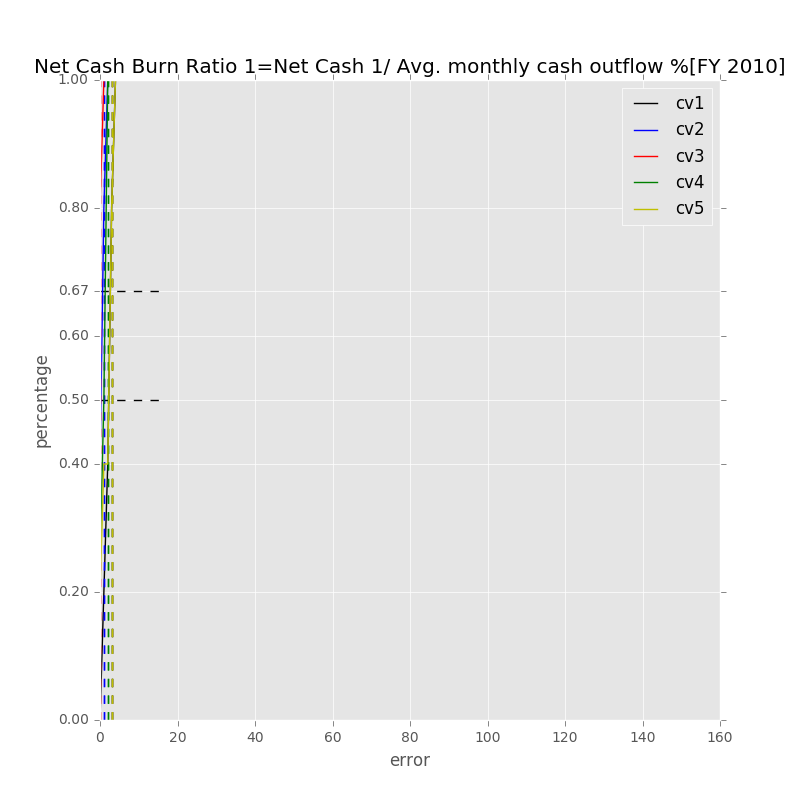 Net Cash Burn Ratio 1=Net Cash 1/ Avg. monthly cash outflow %[FY 2010]
1.00
0.80
0.67
0.60
0.50
0.40
0.20
0.00
percentage
cv1
cv2
cv3
cv4
cv5
0 20 40 60 80 100 120 140 160
error